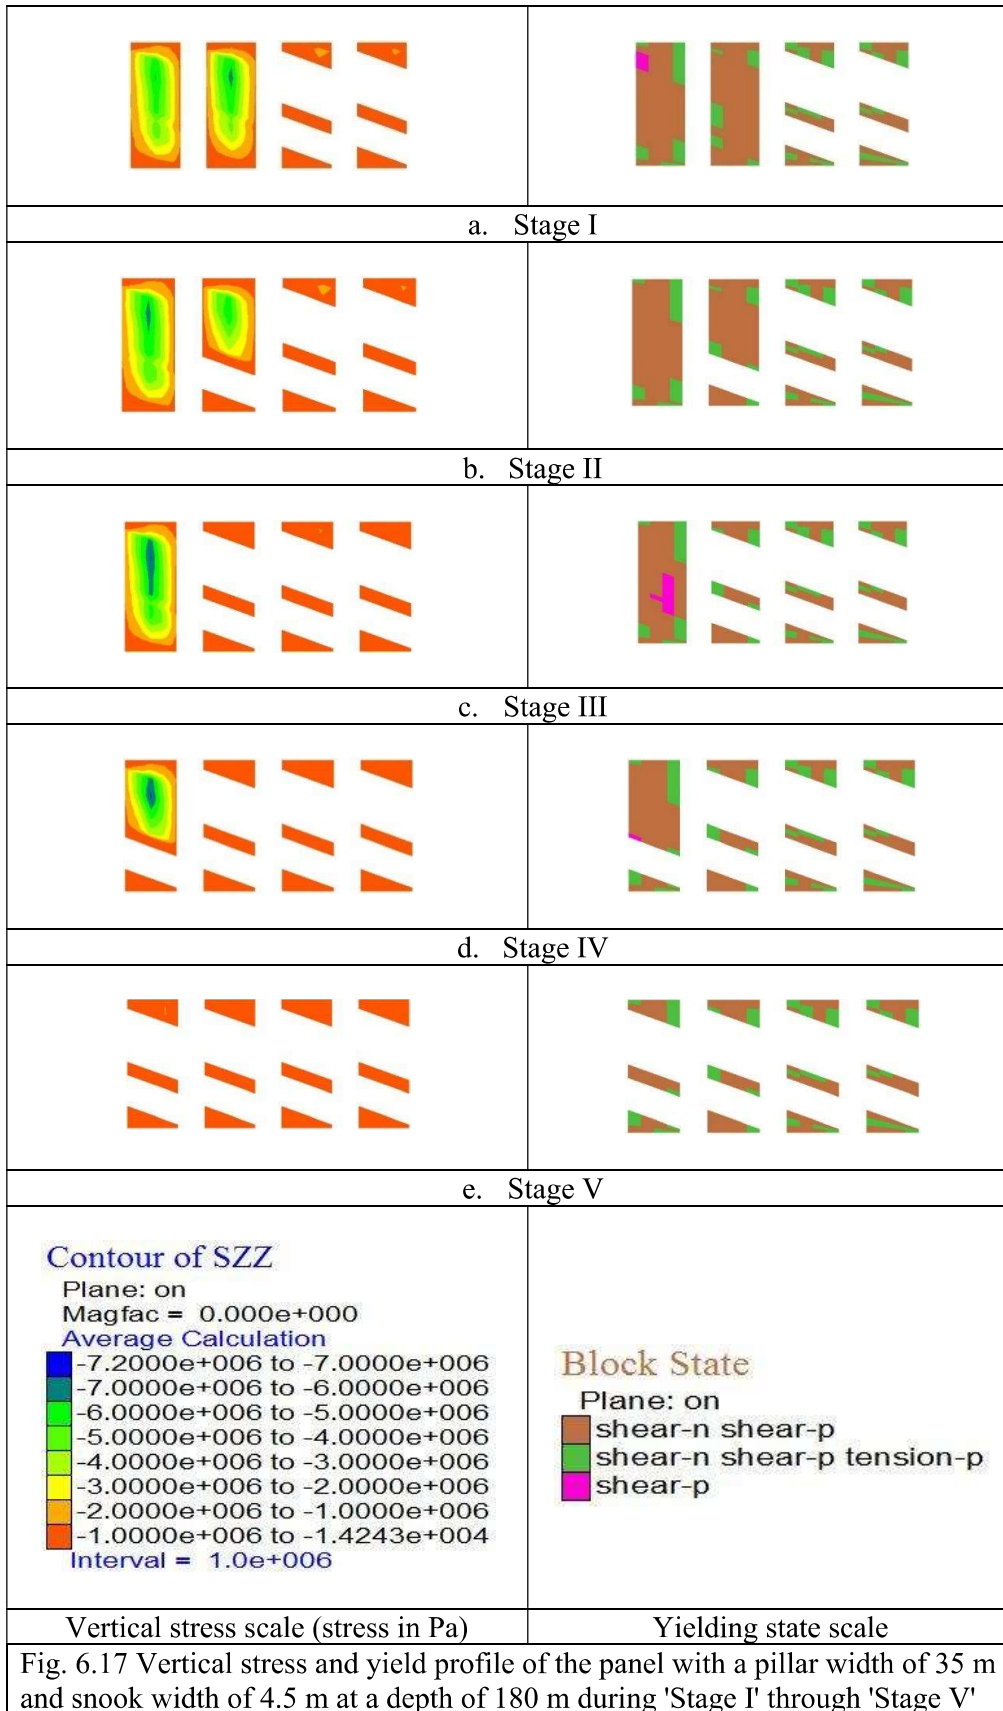 a. Stage I
b. Stage II
c. Stage III
d. Stage IV
e. Stage V
Contour of SZZ
Plane: on
Magfac = 0.000e+000
Average Calculation
-7.2000e+006 to -7.0000e+006
-7.0000e+006 to -6.0000e+006
-6.0000e+006 to -5.0000e+006
-5.0000e+006 to -4.0000e+006
-4.0000e+006 to -3.0000e+006
-3.0000e+006 to -2.0000e+006
-2.0000e+006 to -1.0000e+006
-1.0000e+006 to -1.4243e+004
Interval = 1.0e+006
Block State
Plane: on
shear-n shear-p
shear-n shear-p tension-p
shear-p
Vertical stress scale (stress in Pa)
Yielding state scale
Fig. 6.17 Vertical stress and yield profile of the panel with a pillar width of 35 m
and snook width of 4.5 m at a depth of 180 m during 'Stage I' through 'Stage V'